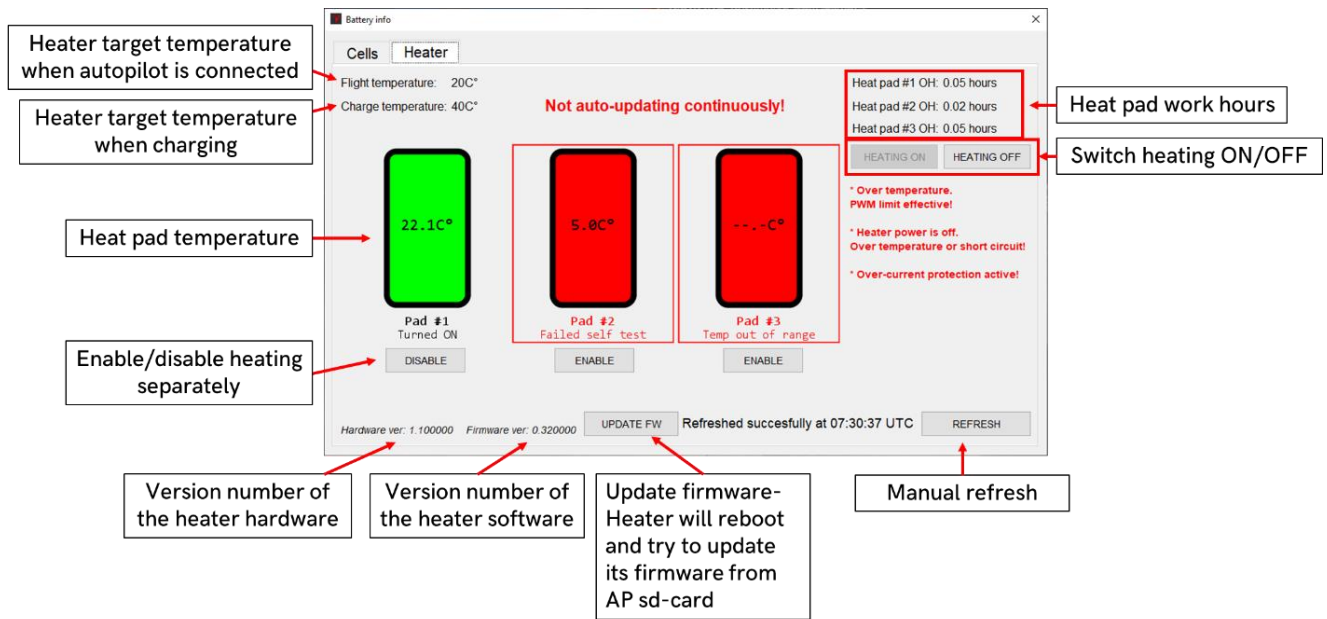 Battery info
Heater target temperature
when autopilot is connected
Cells
Heater
Flight temperature: 20C°
Charge temperature: 40C°
Not auto-updating continuously!
Heat pad #1 OH: 0.05 hours
Heat pad #2 OH: 0.02 hours
Heat pad #3 OH: 0.05 hours
Heat pad work hours
Heater target temperature
when charging
HEATING ON
HEATING OFF
Switch heating ON/OFF
* Over temperature.
PWM limit effective!
* Heater power is off.
Over temperature or short circuit!
* Over-current protection active!
Heat pad temperature
22.1C°
5.0C°
--.-C°
Pad #1
Turned ON
Pad #2
Failed self test
Pad #3
Temp out of range
Enable/disable heating
separately
DISABLE
ENABLE
ENABLE
Hardware ver: 1.100000
Firmware ver: 0.320000
UPDATE FW
Refreshed succesfully at 07:30:37 UTC
REFRESH
Version number of
the heater hardware
Version number of
the heater software
Update firmware-
Heater will reboot
and try to update
its firmware from
AP sd-card
Manual refresh